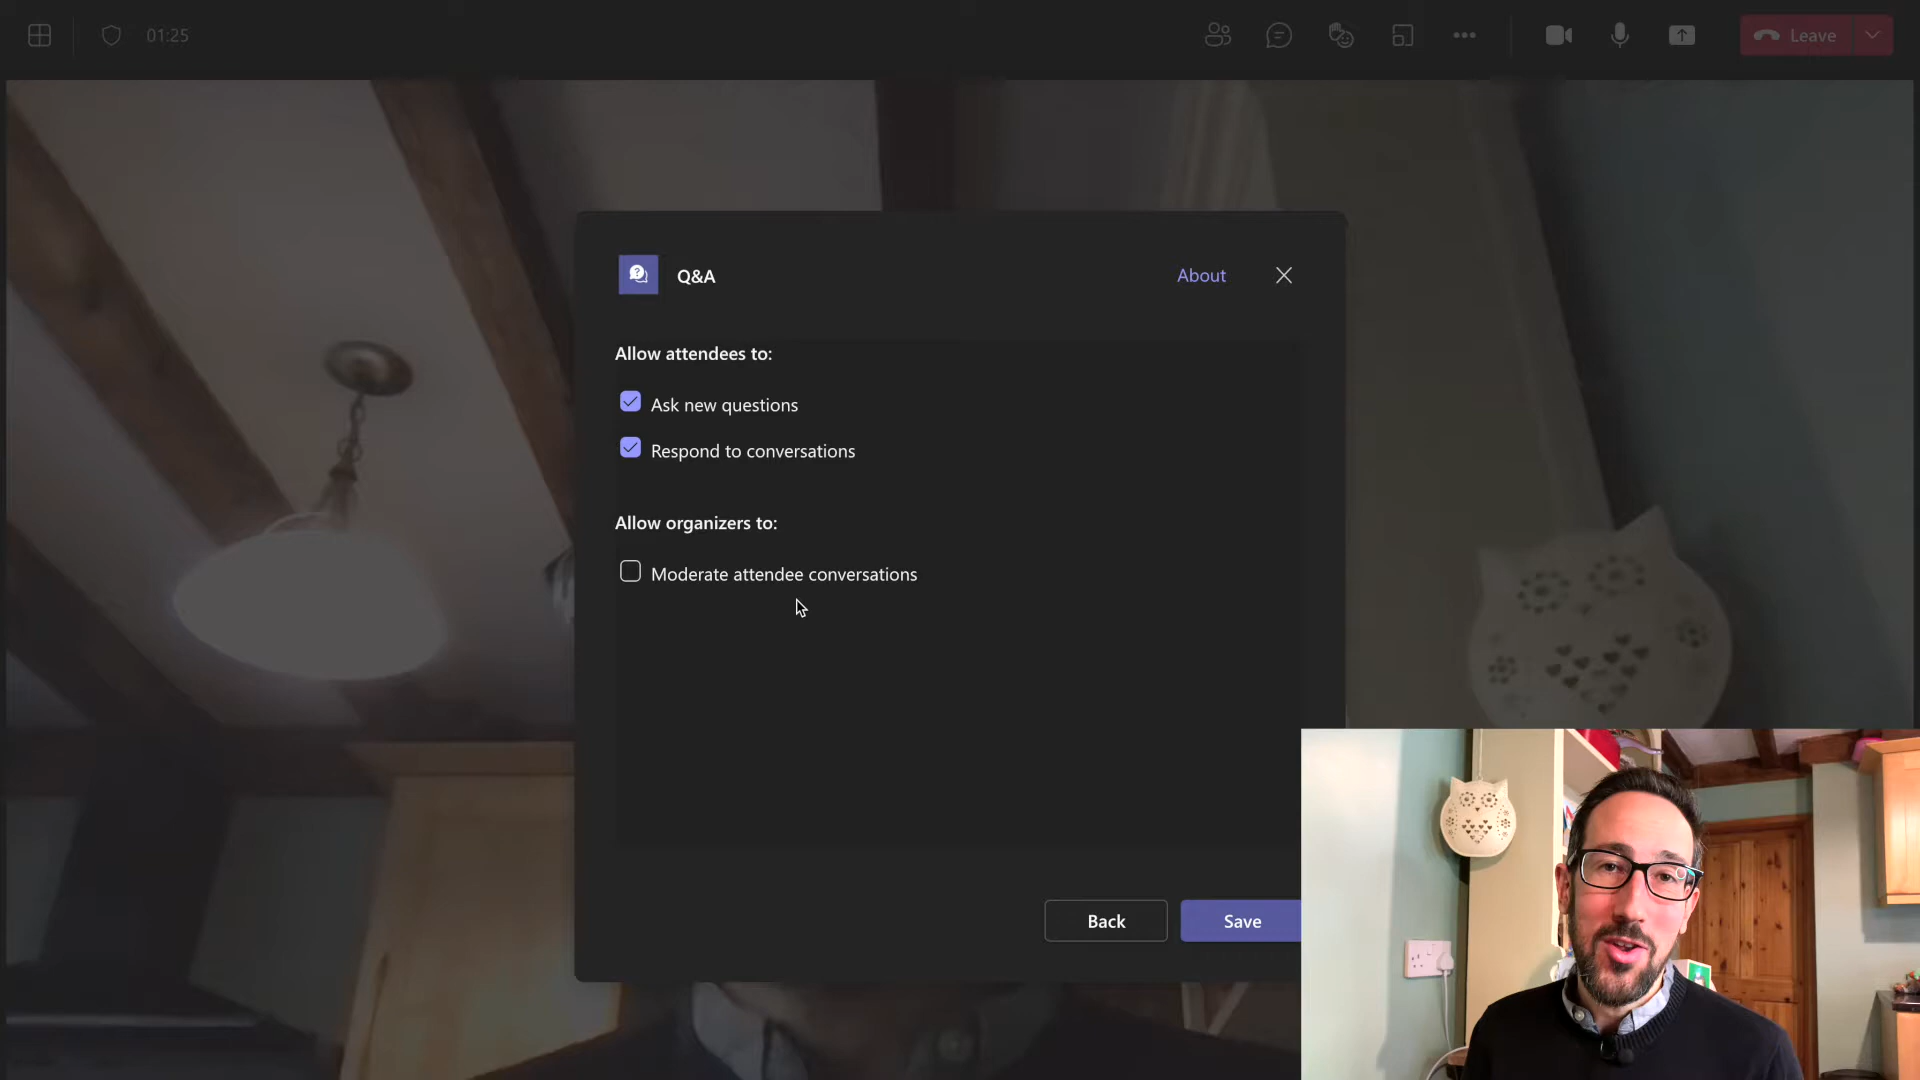 01:25
Leave
Q&A
About
Allow attendees to:
Ask new questions
Respond to conversations
Allow organizers to:
Moderate attendee conversations
Back
Save